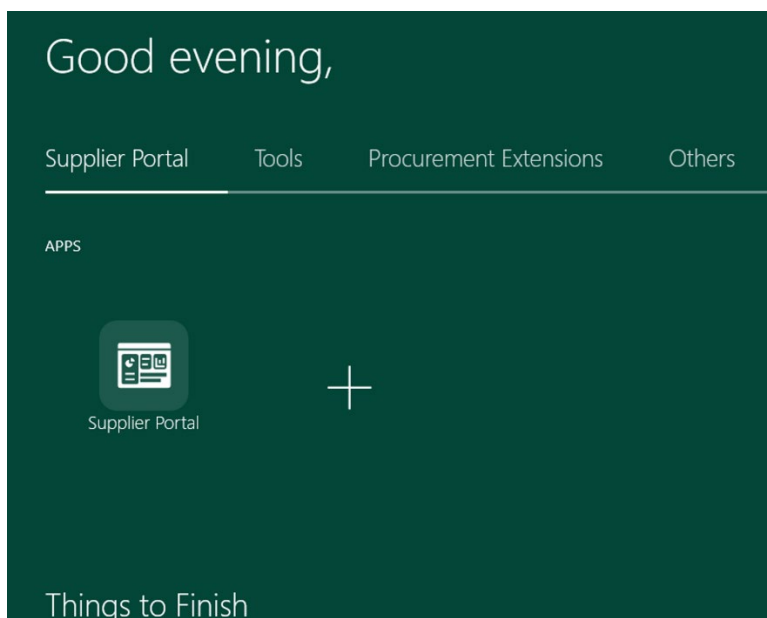 Good evening,
Supplier Portal Tools Procurement Extensions Others
APPS
Supplier Portal
Things to Finish